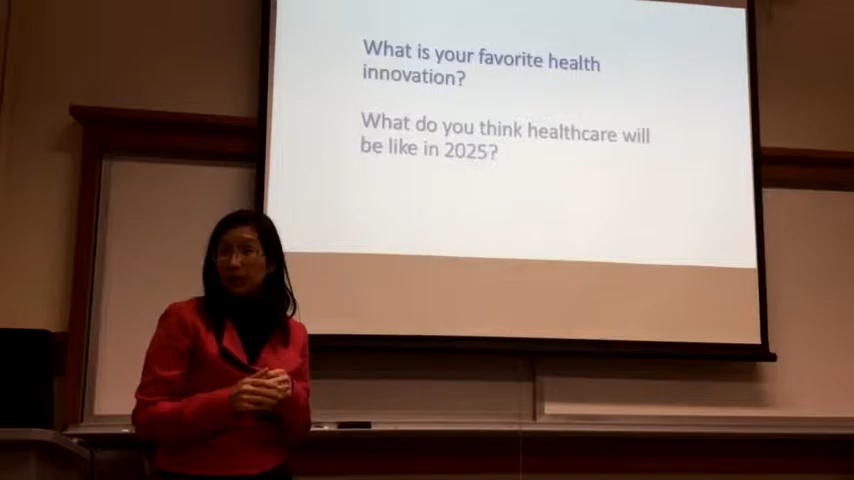 What is your favorite health
innovation?
What do you think healthcare will
be like in 2025?